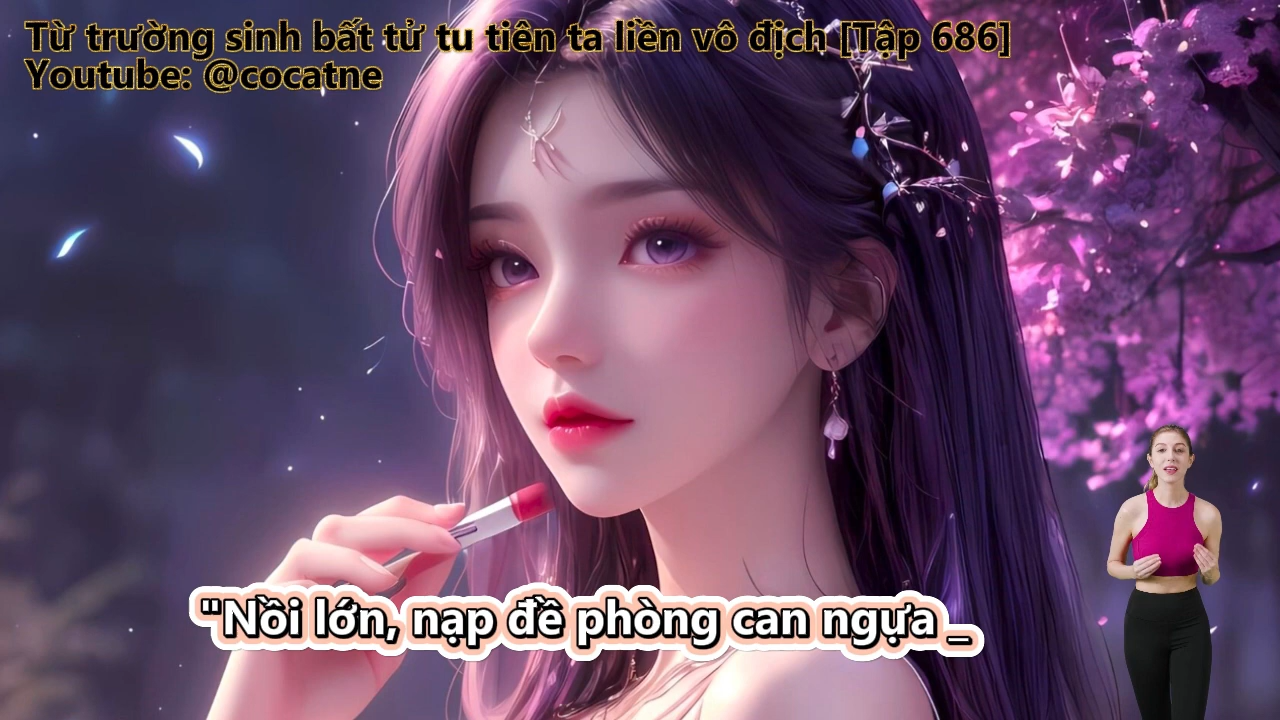 Từ trường sinh bất tử tu tiên ta liền vô địch [Tập 686]
Youtube: @cocatne
"Nồi lớn, nạp đề phòng can ngựa _